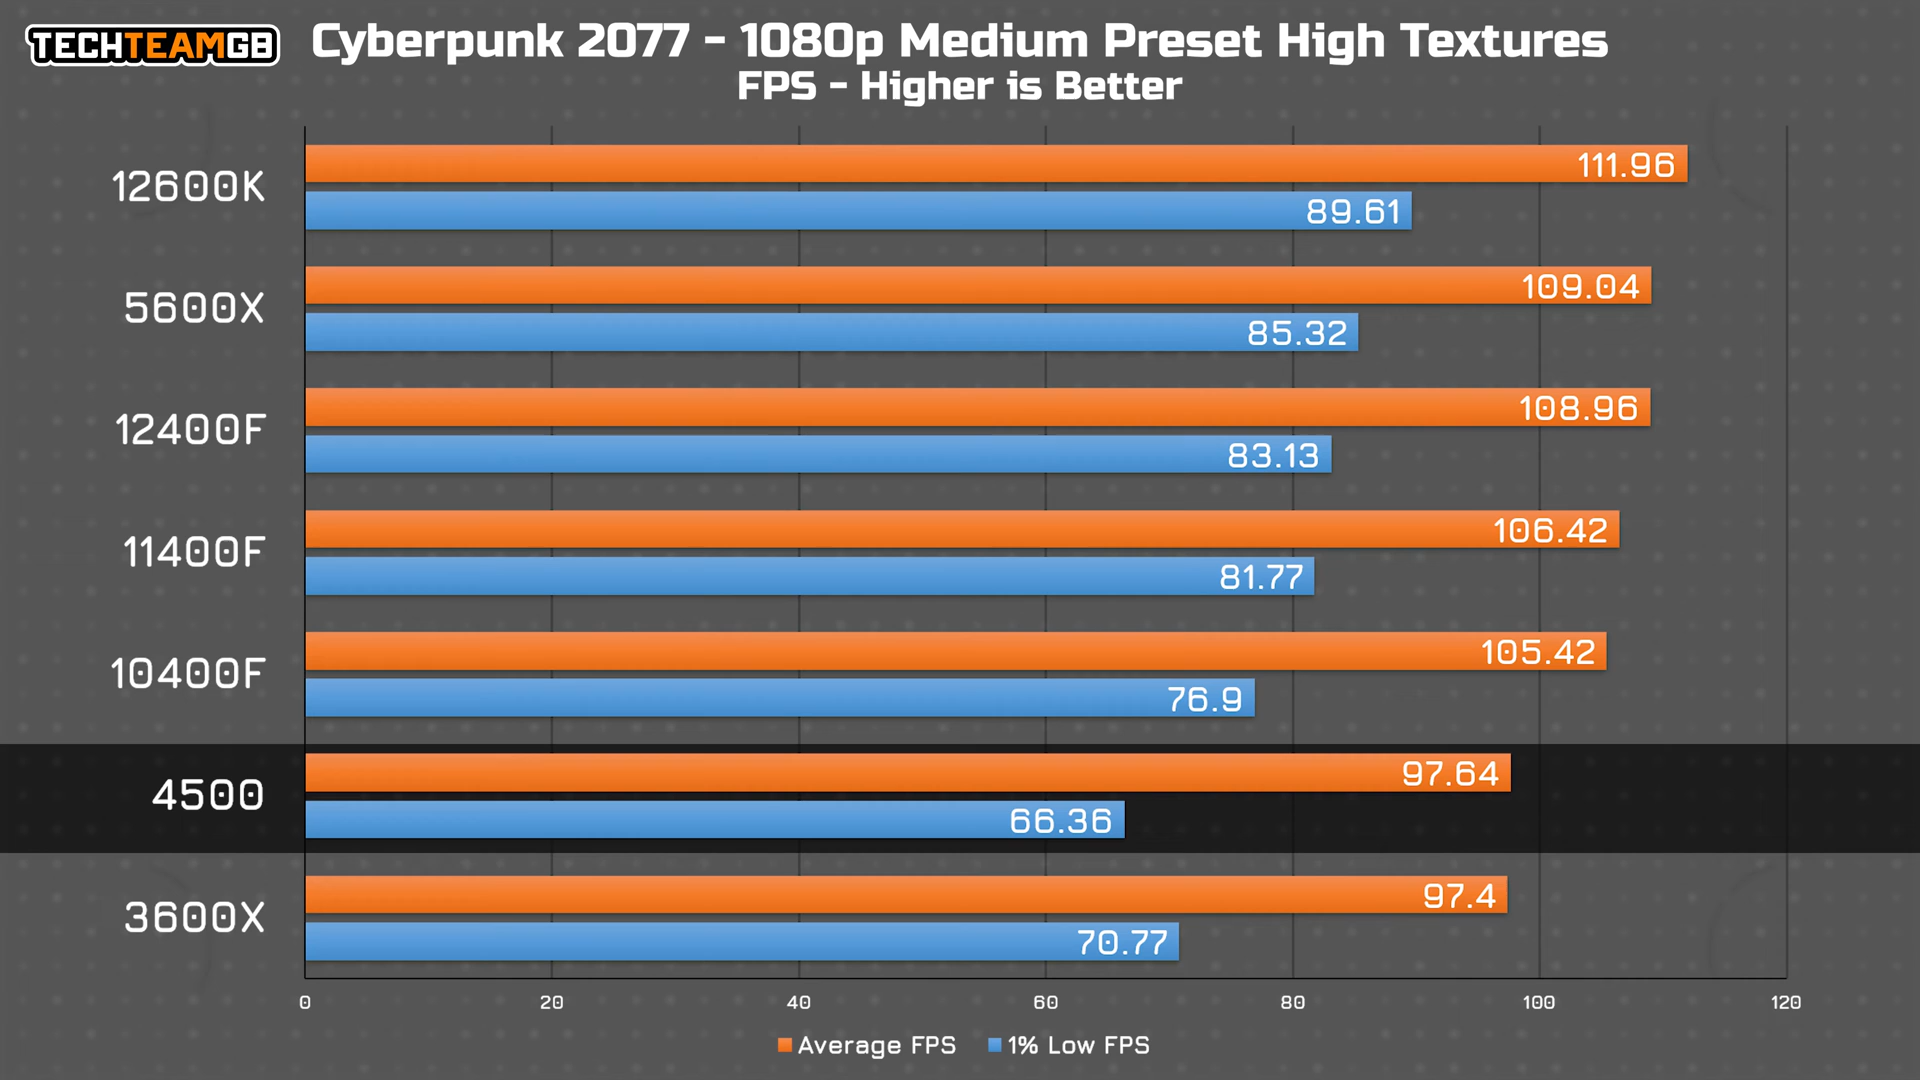 TECHTEAMGB
Cyberpunk 2077 - 1080p Medium Preset High Textures
FPS - Higher is Better
12600K
111.96
89.61
5600X
109.04
85.32
12400F
108.96
83.13
11400F
106.42
81.77
10400F
105.42
76.9
4500
97.64
66.36
3600X
97.4
70.77
0 20 40 60 80 100 120
Average FPS 1% Low FPS